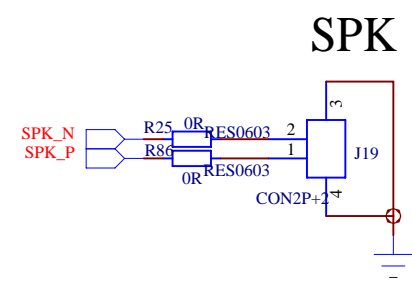 SPK
3
SPK_N
R25
0R
RES0603
2
SPK_P
R86
0R
RES0603
1
J19
CON2P+2
4